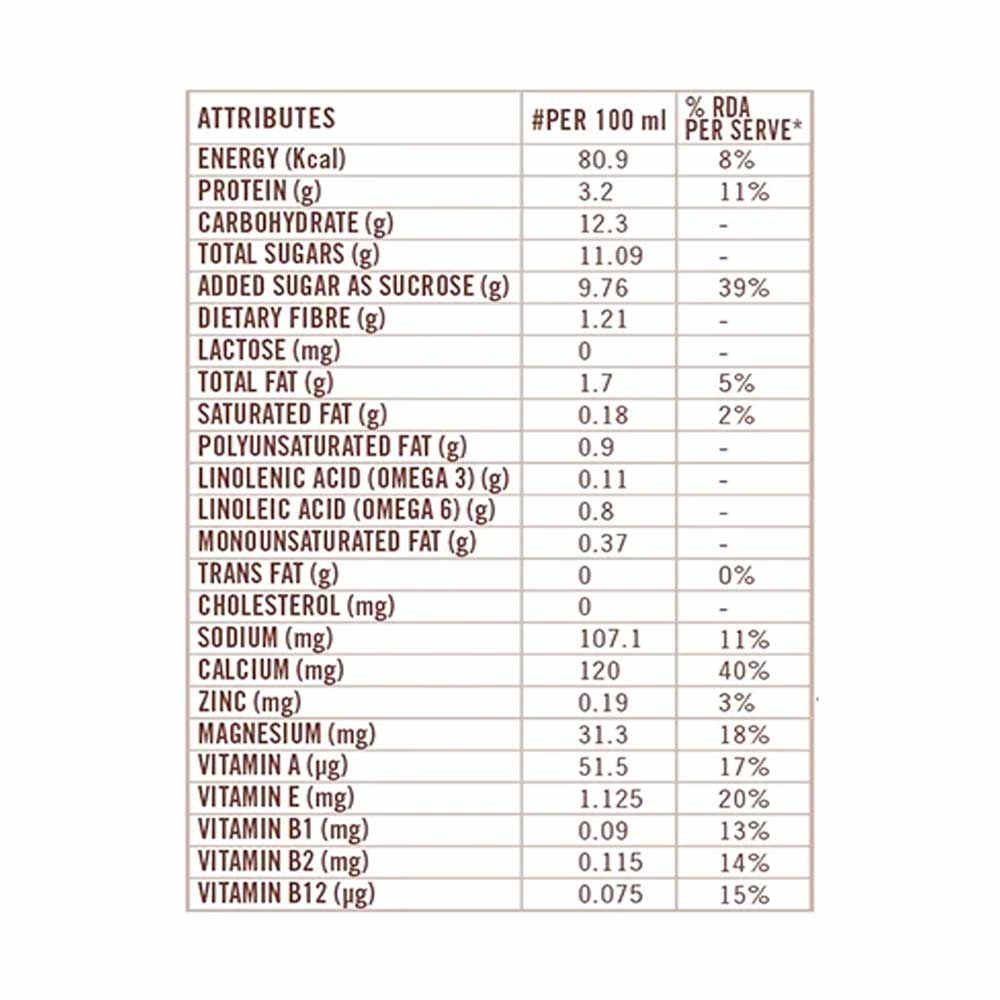 ATTRIBUTES #PER 100 ml % RDA PER SERVE*
ENERGY (Kcal) 80.9 8%
PROTEIN (g) 3.2 11%
CARBOHYDRATE (g) 12.3 -
TOTAL SUGARS (g) 11.09 -
ADDED SUGAR AS SUCROSE (g) 9.76 39%
DIETARY FIBRE (g) 1.21 -
LACTOSE (mg) 0 -
TOTAL FAT (g) 1.7 5%
SATURATED FAT (g) 0.18 2%
POLYUNSATURATED FAT (g) 0.9 -
LINOLENIC ACID (OMEGA 3) (g) 0.11 -
LINOLEIC ACID (OMEGA 6) (g) 0.8 -
MONOUNSATURATED FAT (g) 0.37 -
TRANS FAT (g) 0 0%
CHOLESTEROL (mg) 0 -
SODIUM (mg) 107.1 11%
CALCIUM (mg) 120 40%
ZINC (mg) 0.19 3%
MAGNESIUM (mg) 31.3 18%
VITAMIN A (µg) 51.5 17%
VITAMIN E (mg) 1.125 20%
VITAMIN B1 (mg) 0.09 13%
VITAMIN B2 (mg) 0.115 14%
VITAMIN B12 (µg) 0.075 15%